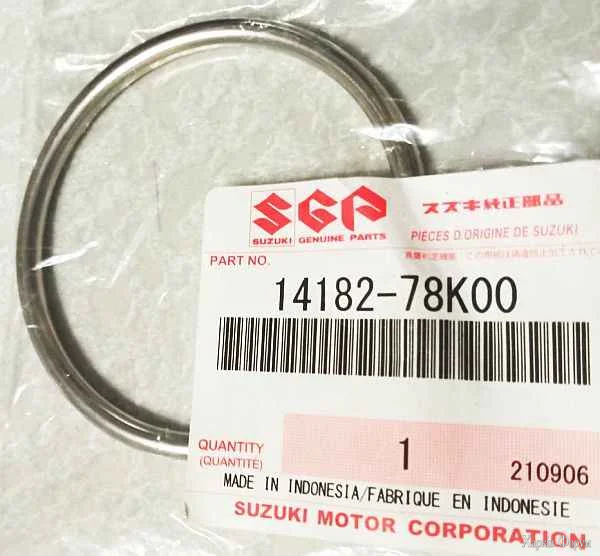 SGP
スズキ純正部品
SUZUKI GENUINE PARTS
PIÈCES D'ORIGINE DE SUZUKI
PART NO.
14182-78K00
QUANTITY
(QUANTITE)
1
210906
MADE IN INDONESIA/FABRIQUE EN INDONESIE
SUZUKI MOTOR CORPORATION